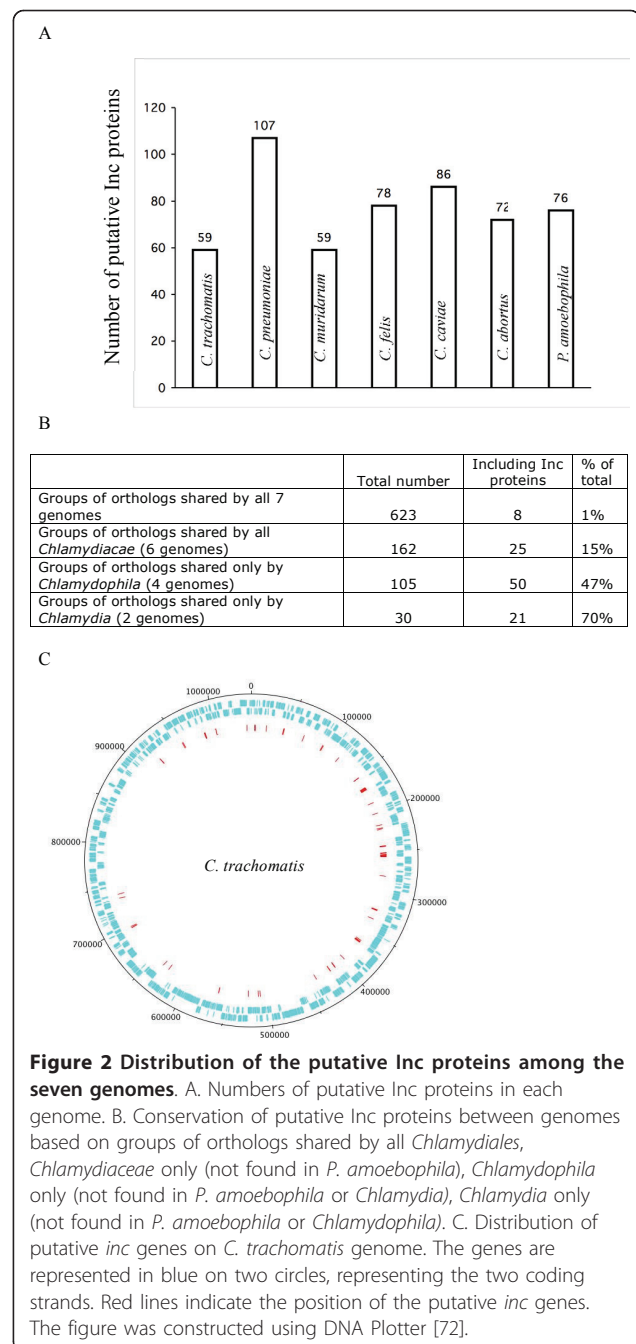 A
Number of putative Inc proteins
120
100
80
60
40
20
0
59
107
59
78
86
72
76
C. trachomatis
C. pneumoniae
C. muridarum
C. felis
C. caviae
C. abortus
P. amoebophila
B
Total number
Including Inc proteins
% of total
Groups of orthologs shared by all 7 genomes
623
8
1%
Groups of orthologs shared by all Chlamydiacae (6 genomes)
162
25
15%
Groups of orthologs shared only by Chlamydophila (4 genomes)
105
50
47%
Groups of orthologs shared only by Chlamydia (2 genomes)
30
21
70%
C
0
100000
200000
300000
400000
500000
600000
700000
800000
900000
1000000
C. trachomatis
Figure 2 Distribution of the putative Inc proteins among the
seven genomes. A. Numbers of putative Inc proteins in each
genome. B. Conservation of putative Inc proteins between genomes
based on groups of orthologs shared by all Chlamydiales,
Chlamydiaceae only (not found in P. amoebophila), Chlamydophila
only (not found in P. amoebophila or Chlamydia), Chlamydia only
(not found in P. amoebophila or Chlamydophila). C. Distribution of
putative inc genes on C. trachomatis genome. The genes are
represented in blue on two circles, representing the two coding
strands. Red lines indicate the position of the putative inc genes.
The figure was constructed using DNA Plotter [72].